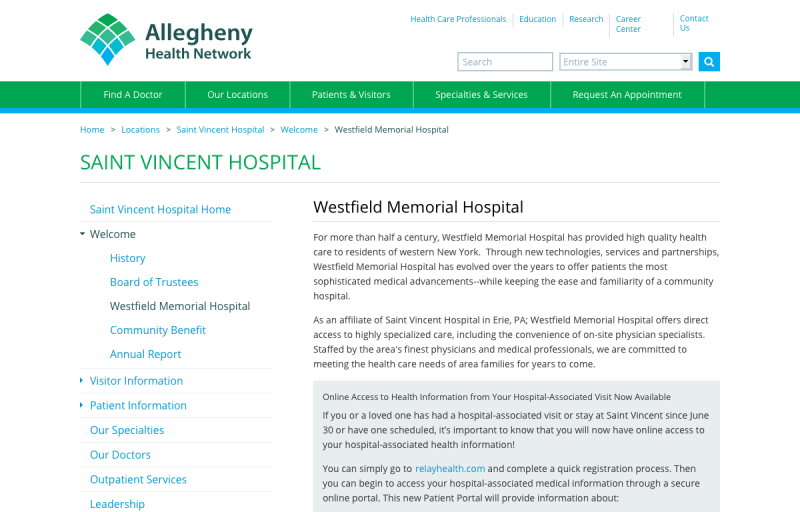 Allegheny
Health Network
Health Care Professionals
Education
Research
Career
Center
Contact
Us
Search
Entire Site
Find A Doctor
Our Locations
Patients & Visitors
Specialties & Services
Request An Appointment
Home > Locations > Saint Vincent Hospital > Welcome > Westfield Memorial Hospital
SAINT VINCENT HOSPITAL
Saint Vincent Hospital Home
Welcome
History
Board of Trustees
Westfield Memorial Hospital
Community Benefit
Annual Report
Visitor Information
Patient Information
Our Specialties
Our Doctors
Outpatient Services
Leadership
Westfield Memorial Hospital
For more than half a century, Westfield Memorial Hospital has provided high quality health
care to residents of western New York.  Through new technologies, services and partnerships,
Westfield Memorial Hospital has evolved over the years to offer patients the most
sophisticated medical advancements--while keeping the ease and familiarity of a community
hospital.
As an affiliate of Saint Vincent Hospital in Erie, PA; Westfield Memorial Hospital offers direct
access to highly specialized care, including the convenience of on-site physician specialists.
Staffed by the area's finest physicians and medical professionals, we are committed to
meeting the health care needs of area families for years to come.
Online Access to Health Information from Your Hospital-Associated Visit Now Available
If you or a loved one has had a hospital-associated visit or stay at Saint Vincent since June
30 or have one scheduled, it's important to know that you will now have online access to
your hospital-associated health information!
You can simply go to relayhealth.com and complete a quick registration process. Then
you can begin to access your hospital-associated medical information through a secure
online portal. This new Patient Portal will provide information about: